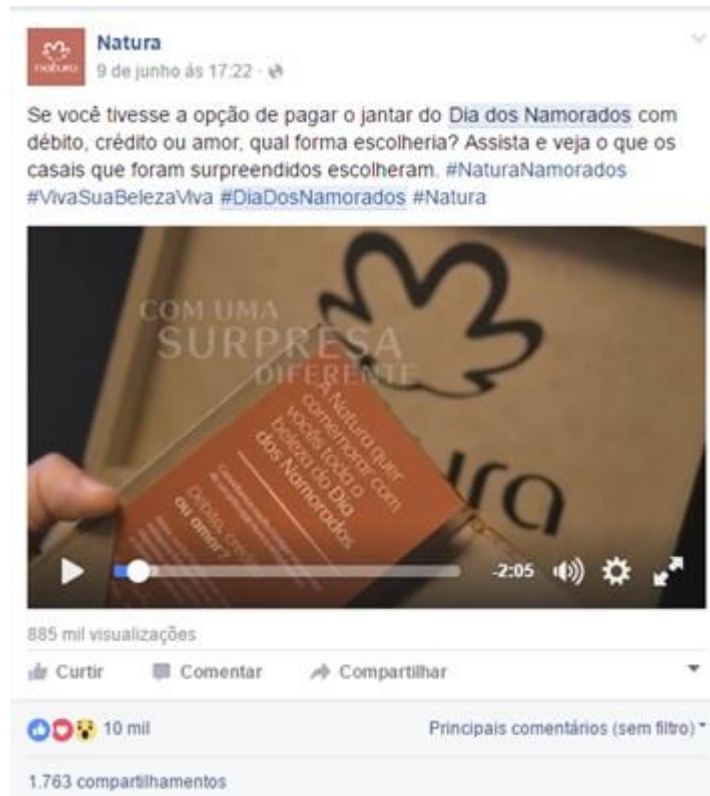 natura
Natura
9 de junho às 17:22 ·
Se você tivesse a opção de pagar o jantar do Dia dos Namorados com
débito, crédito ou amor, qual forma escolheria? Assista e veja o que os
casais que foram surpreendidos escolheram. #NaturaNamorados
#VivaSuaBelezaViva #DiaDosNamorados #Natura
COM UMA
SURPRESA
DIFERENTE
A Natura quer
comemorar com
vocês toda a
beleza do Dia
dos Namorados
ou amor?
ura
-2:05
885 mil visualizações
Curtir Comentar Compartilhar
10 mil Principais comentários (sem filtro)
1.763 compartilhamentos